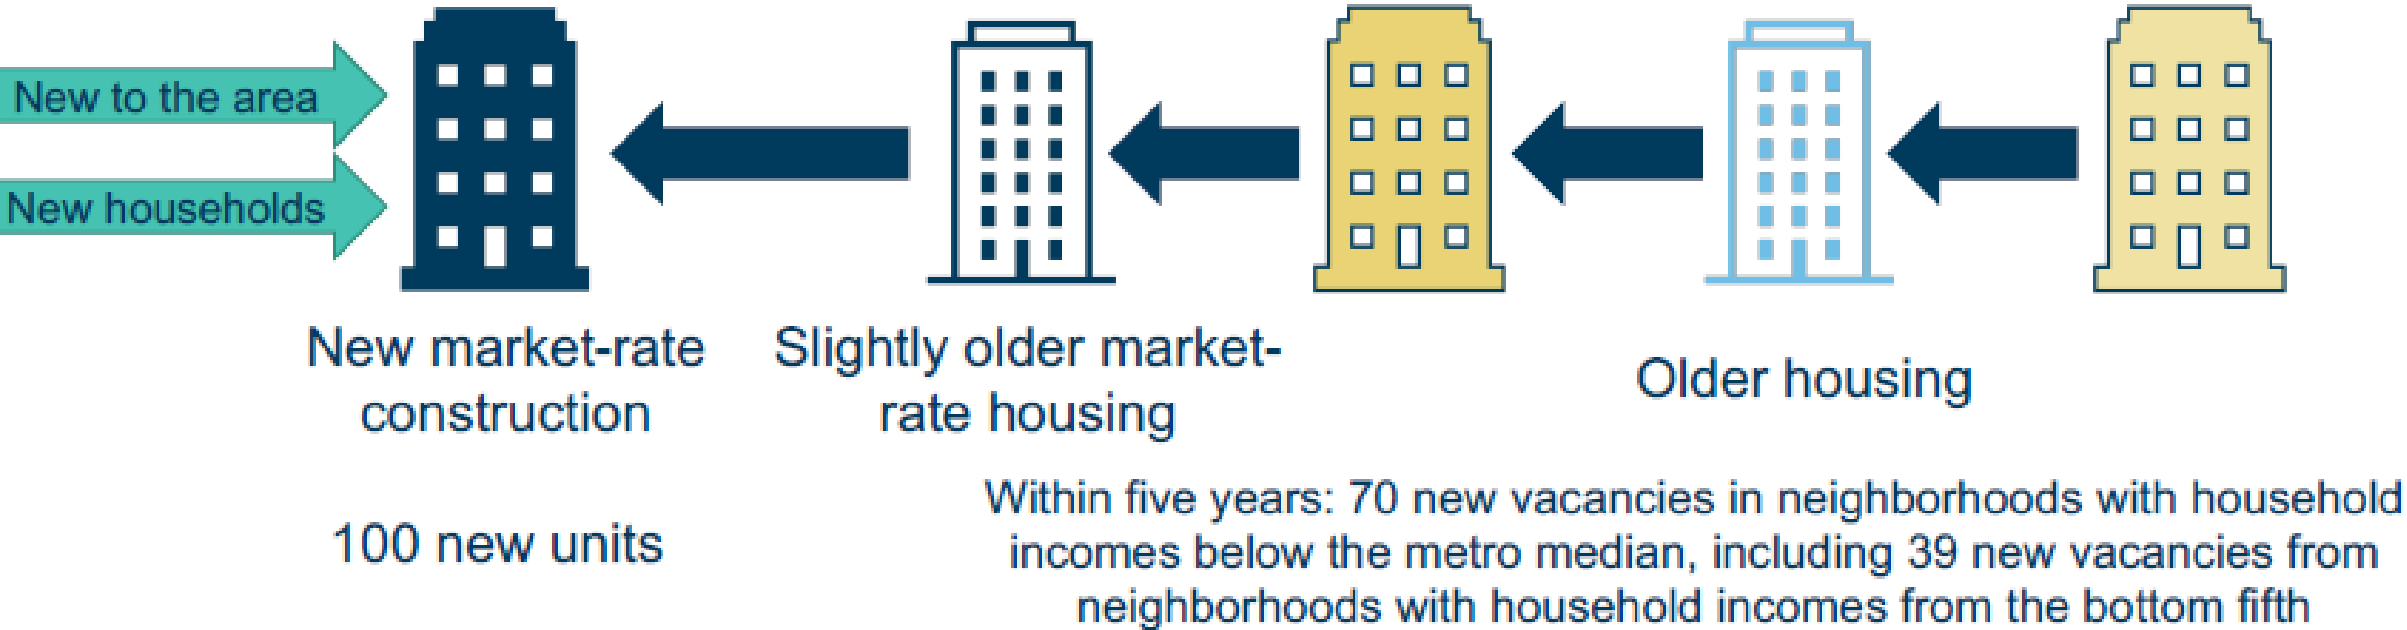 New to the area
New households
New market-rate
construction
Slightly older market-
rate housing
Older housing
100 new units
Within five years: 70 new vacancies in neighborhoods with household
incomes below the metro median, including 39 new vacancies from
neighborhoods with household incomes from the bottom fifth